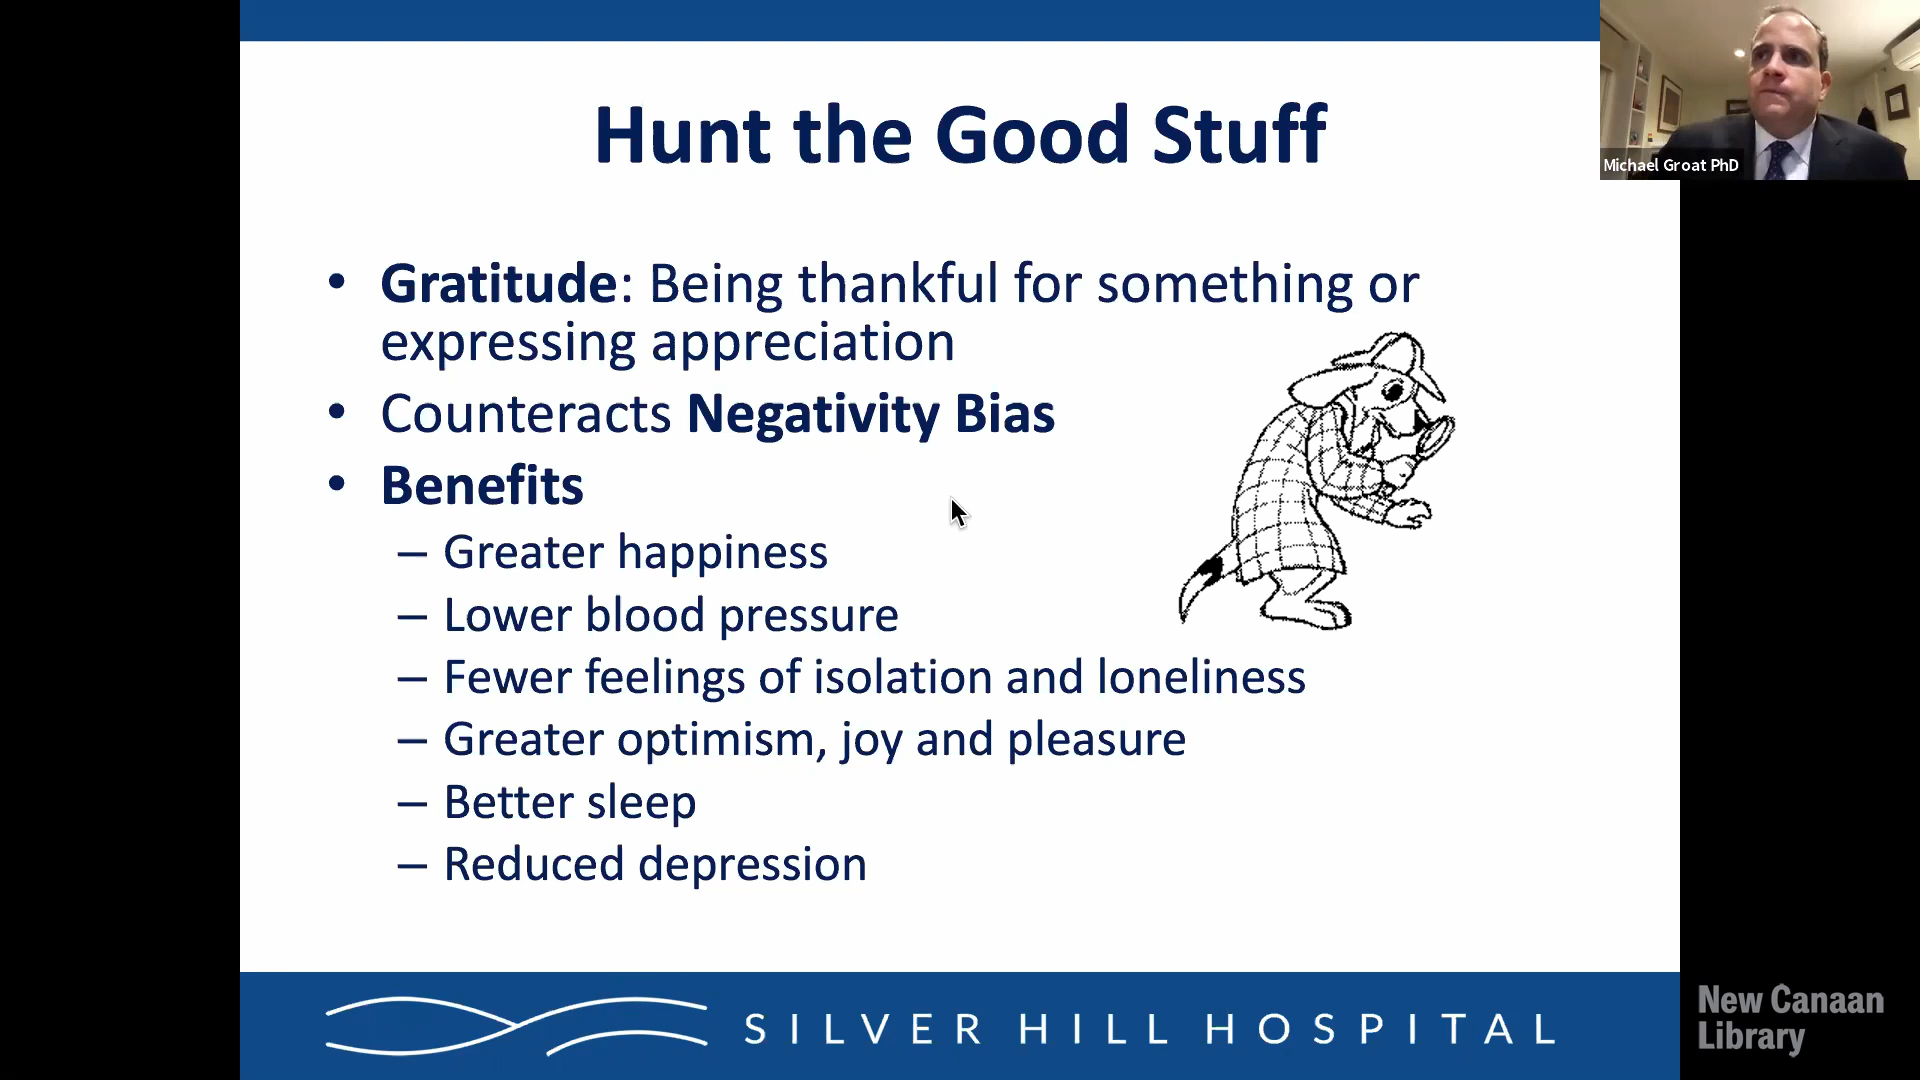 Hunt the Good Stuff
Michael Groat PhD
• Gratitude: Being thankful for something or
expressing appreciation
• Counteracts Negativity Bias
• Benefits
– Greater happiness
– Lower blood pressure
– Fewer feelings of isolation and loneliness
– Greater optimism, joy and pleasure
– Better sleep
– Reduced depression
SILVER HILL HOSPITAL
New Canaan
Library